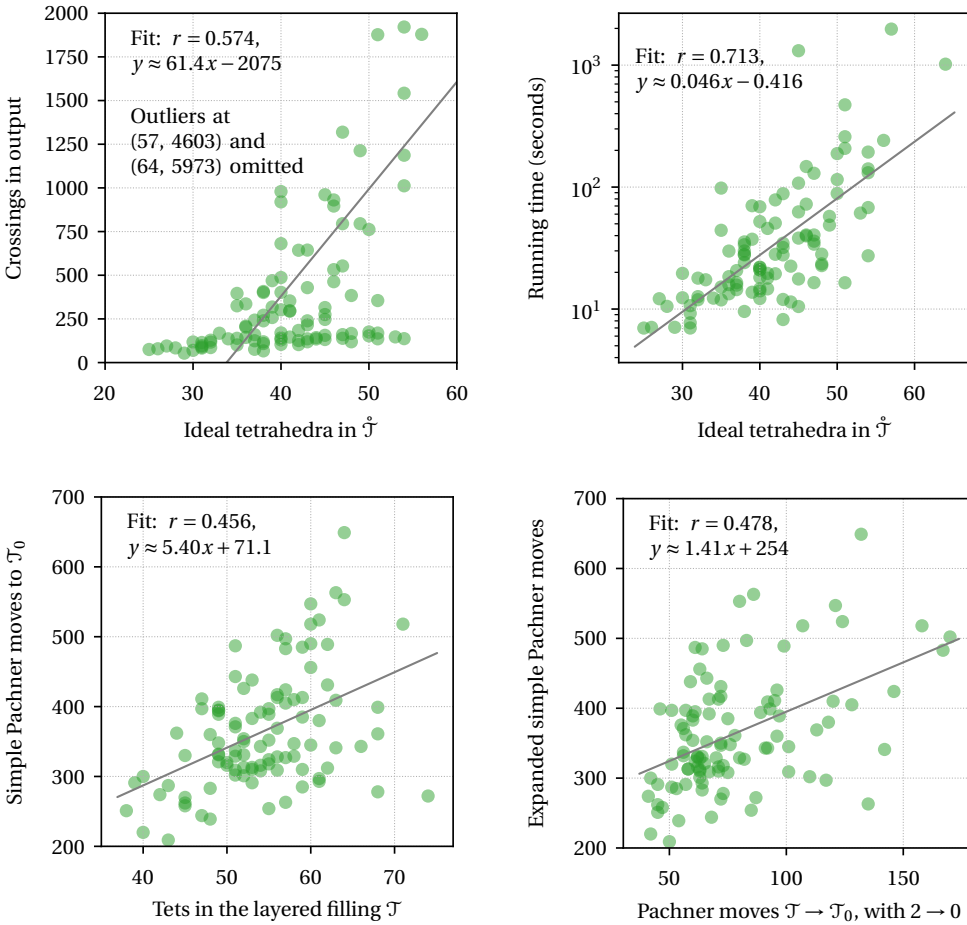 2000
1750
1500
1250
1000
750
500
250
0
Crossings in output
Fit: r = 0.574,
y ≈ 61.4x − 2075
Outliers at
(57, 4603) and
(64, 5973) omitted
20 30 40 50 60
Ideal tetrahedra in 𝒯̊
10³
10²
10¹
Running time (seconds)
Fit: r = 0.713,
y ≈ 0.046x − 0.416
30 40 50 60
Ideal tetrahedra in 𝒯̊
700
600
500
400
300
200
Simple Pachner moves to 𝒯₀
Fit: r = 0.456,
y ≈ 5.40x + 71.1
40 50 60 70
Tets in the layered filling 𝒯
700
600
500
400
300
200
Expanded simple Pachner moves
Fit: r = 0.478,
y ≈ 1.41x + 254
50 100 150
Pachner moves 𝒯 → 𝒯₀, with 2 → 0